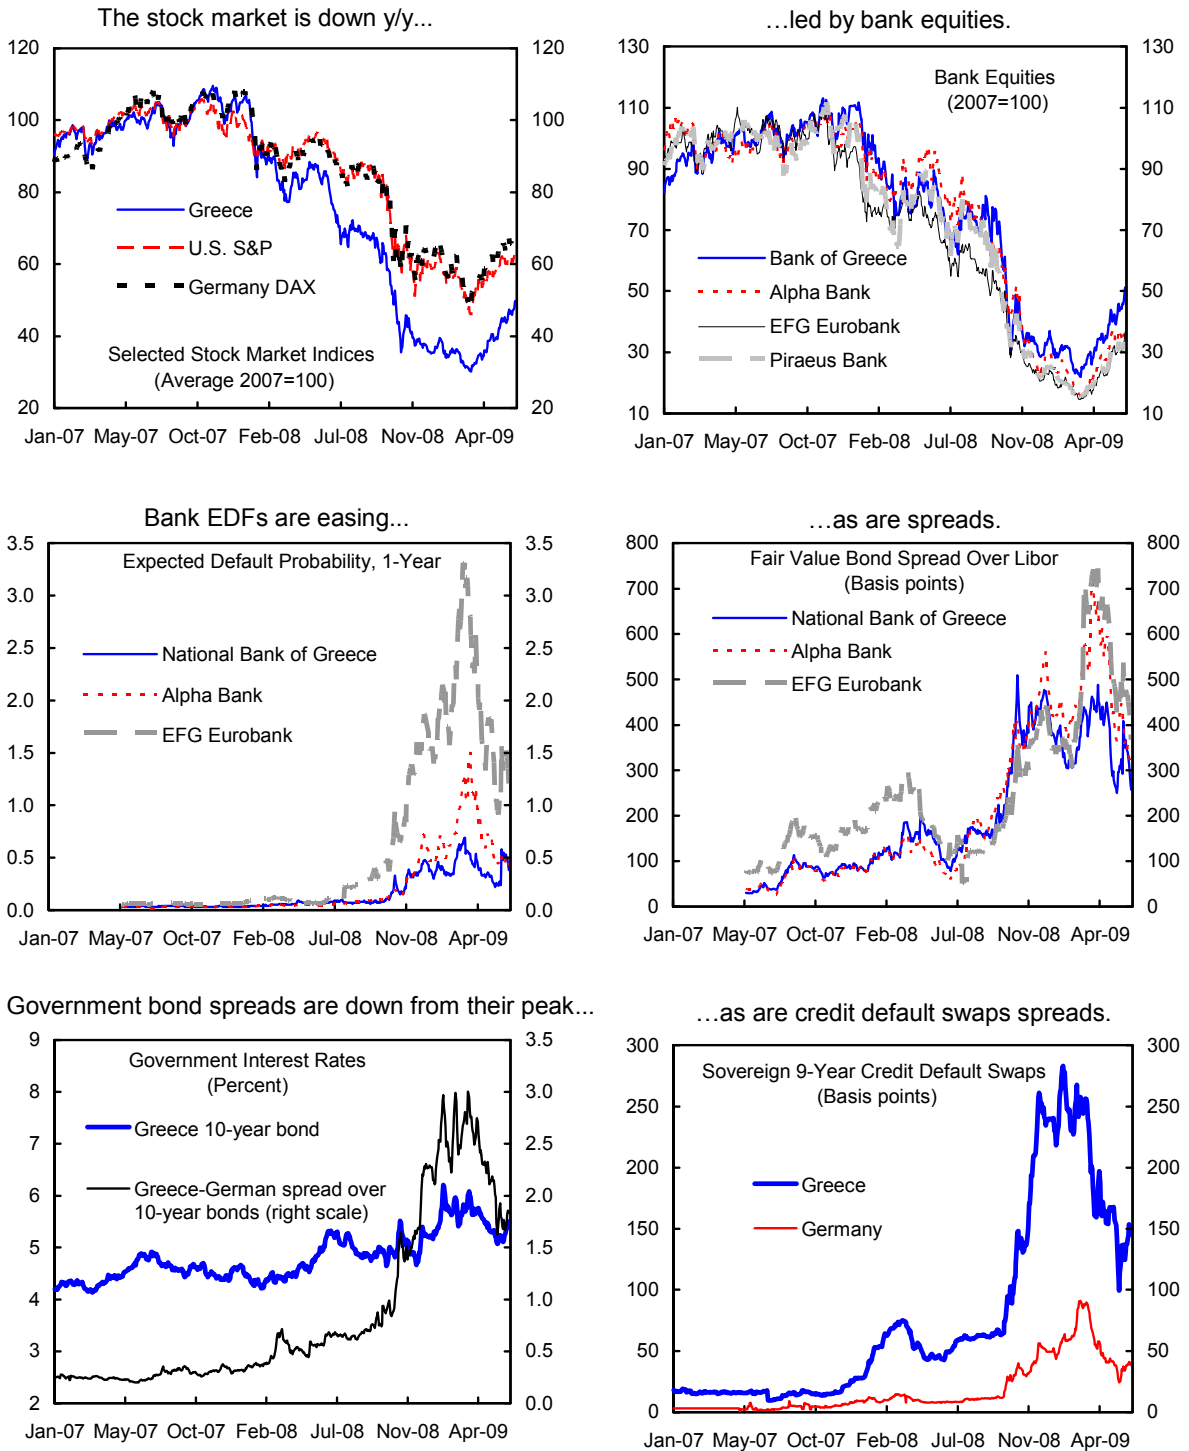 The stock market is down y/y...
120
100
80
60
40
20
120
100
80
60
40
20
Greece
U.S. S&P
Germany DAX
Selected Stock Market Indices
(Average 2007=100)
Jan-07 May-07 Oct-07 Feb-08 Jul-08 Nov-08 Apr-09
…led by bank equities.
130
110
90
70
50
30
10
130
110
90
70
50
30
10
Bank Equities
(2007=100)
Bank of Greece
Alpha Bank
EFG Eurobank
Piraeus Bank
Jan-07 May-07 Oct-07 Feb-08 Jul-08 Nov-08 Apr-09
Bank EDFs are easing...
3.5
3.0
2.5
2.0
1.5
1.0
0.5
0.0
3.5
3.0
2.5
2.0
1.5
1.0
0.5
0.0
Expected Default Probability, 1-Year
National Bank of Greece
Alpha Bank
EFG Eurobank
Jan-07 May-07 Oct-07 Feb-08 Jul-08 Nov-08 Apr-09
…as are spreads.
800
700
600
500
400
300
200
100
0
800
700
600
500
400
300
200
100
0
Fair Value Bond Spread Over Libor
(Basis points)
National Bank of Greece
Alpha Bank
EFG Eurobank
Jan-07 May-07 Oct-07 Feb-08 Jul-08 Nov-08 Apr-09
Government bond spreads are down from their peak...
9
8
7
6
5
4
3
2
3.5
3.0
2.5
2.0
1.5
1.0
0.5
0.0
Government Interest Rates
(Percent)
Greece 10-year bond
Greece-German spread over
10-year bonds (right scale)
Jan-07 May-07 Oct-07 Feb-08 Jul-08 Nov-08 Apr-09
…as are credit default swaps spreads.
300
250
200
150
100
50
0
300
250
200
150
100
50
0
Sovereign 9-Year Credit Default Swaps
(Basis points)
Greece
Germany
Jan-07 May-07 Oct-07 Feb-08 Jul-08 Nov-08 Apr-09